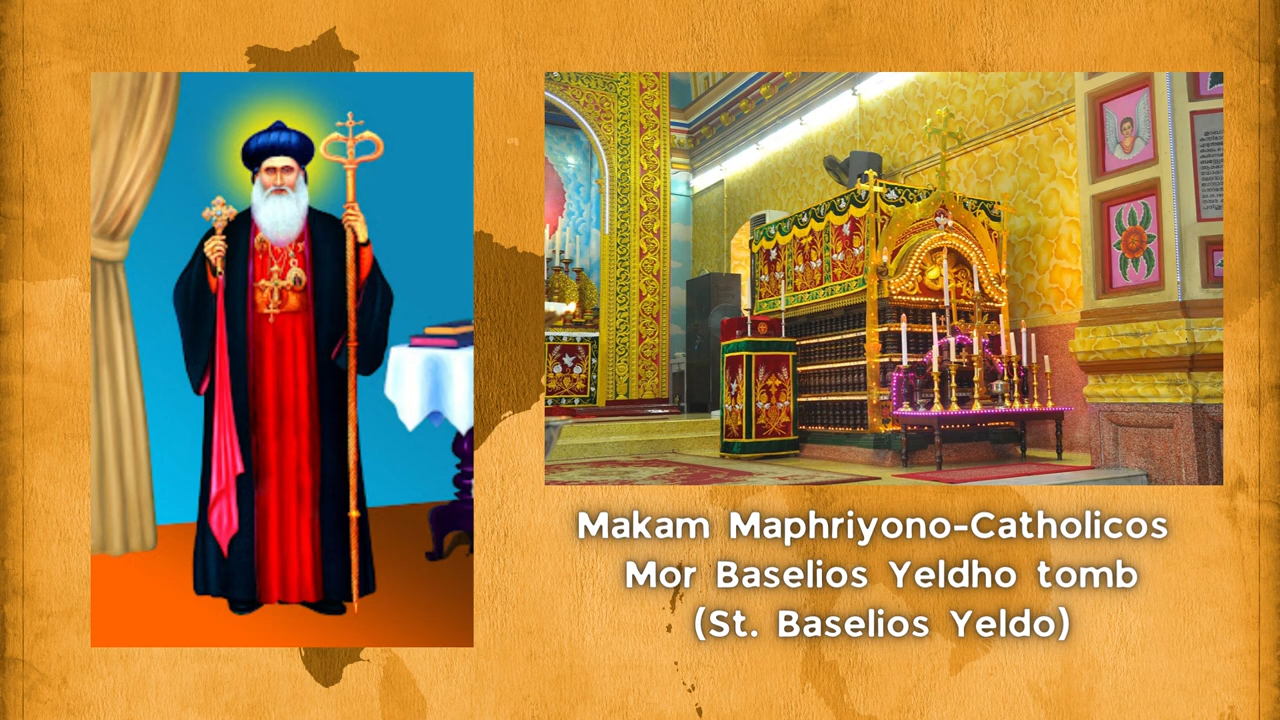 Makam Maphriyono-Catholicos
Mor Baselios Yeldho tomb
(St. Baselios Yeldo)